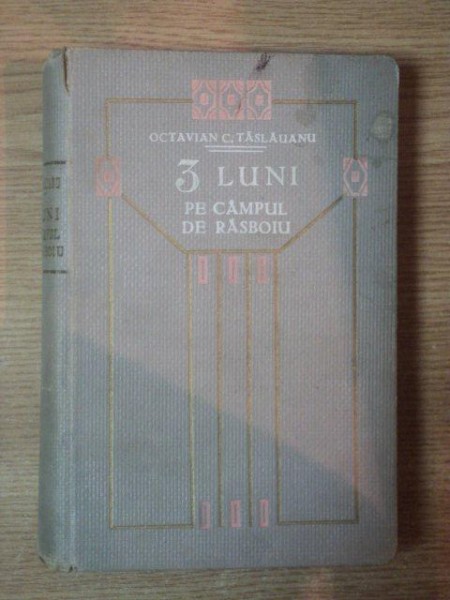 OCTAVIAN C. TĂSLĂUANU
3 LUNI
PE CÂMPUL
DE RĂSBOIU